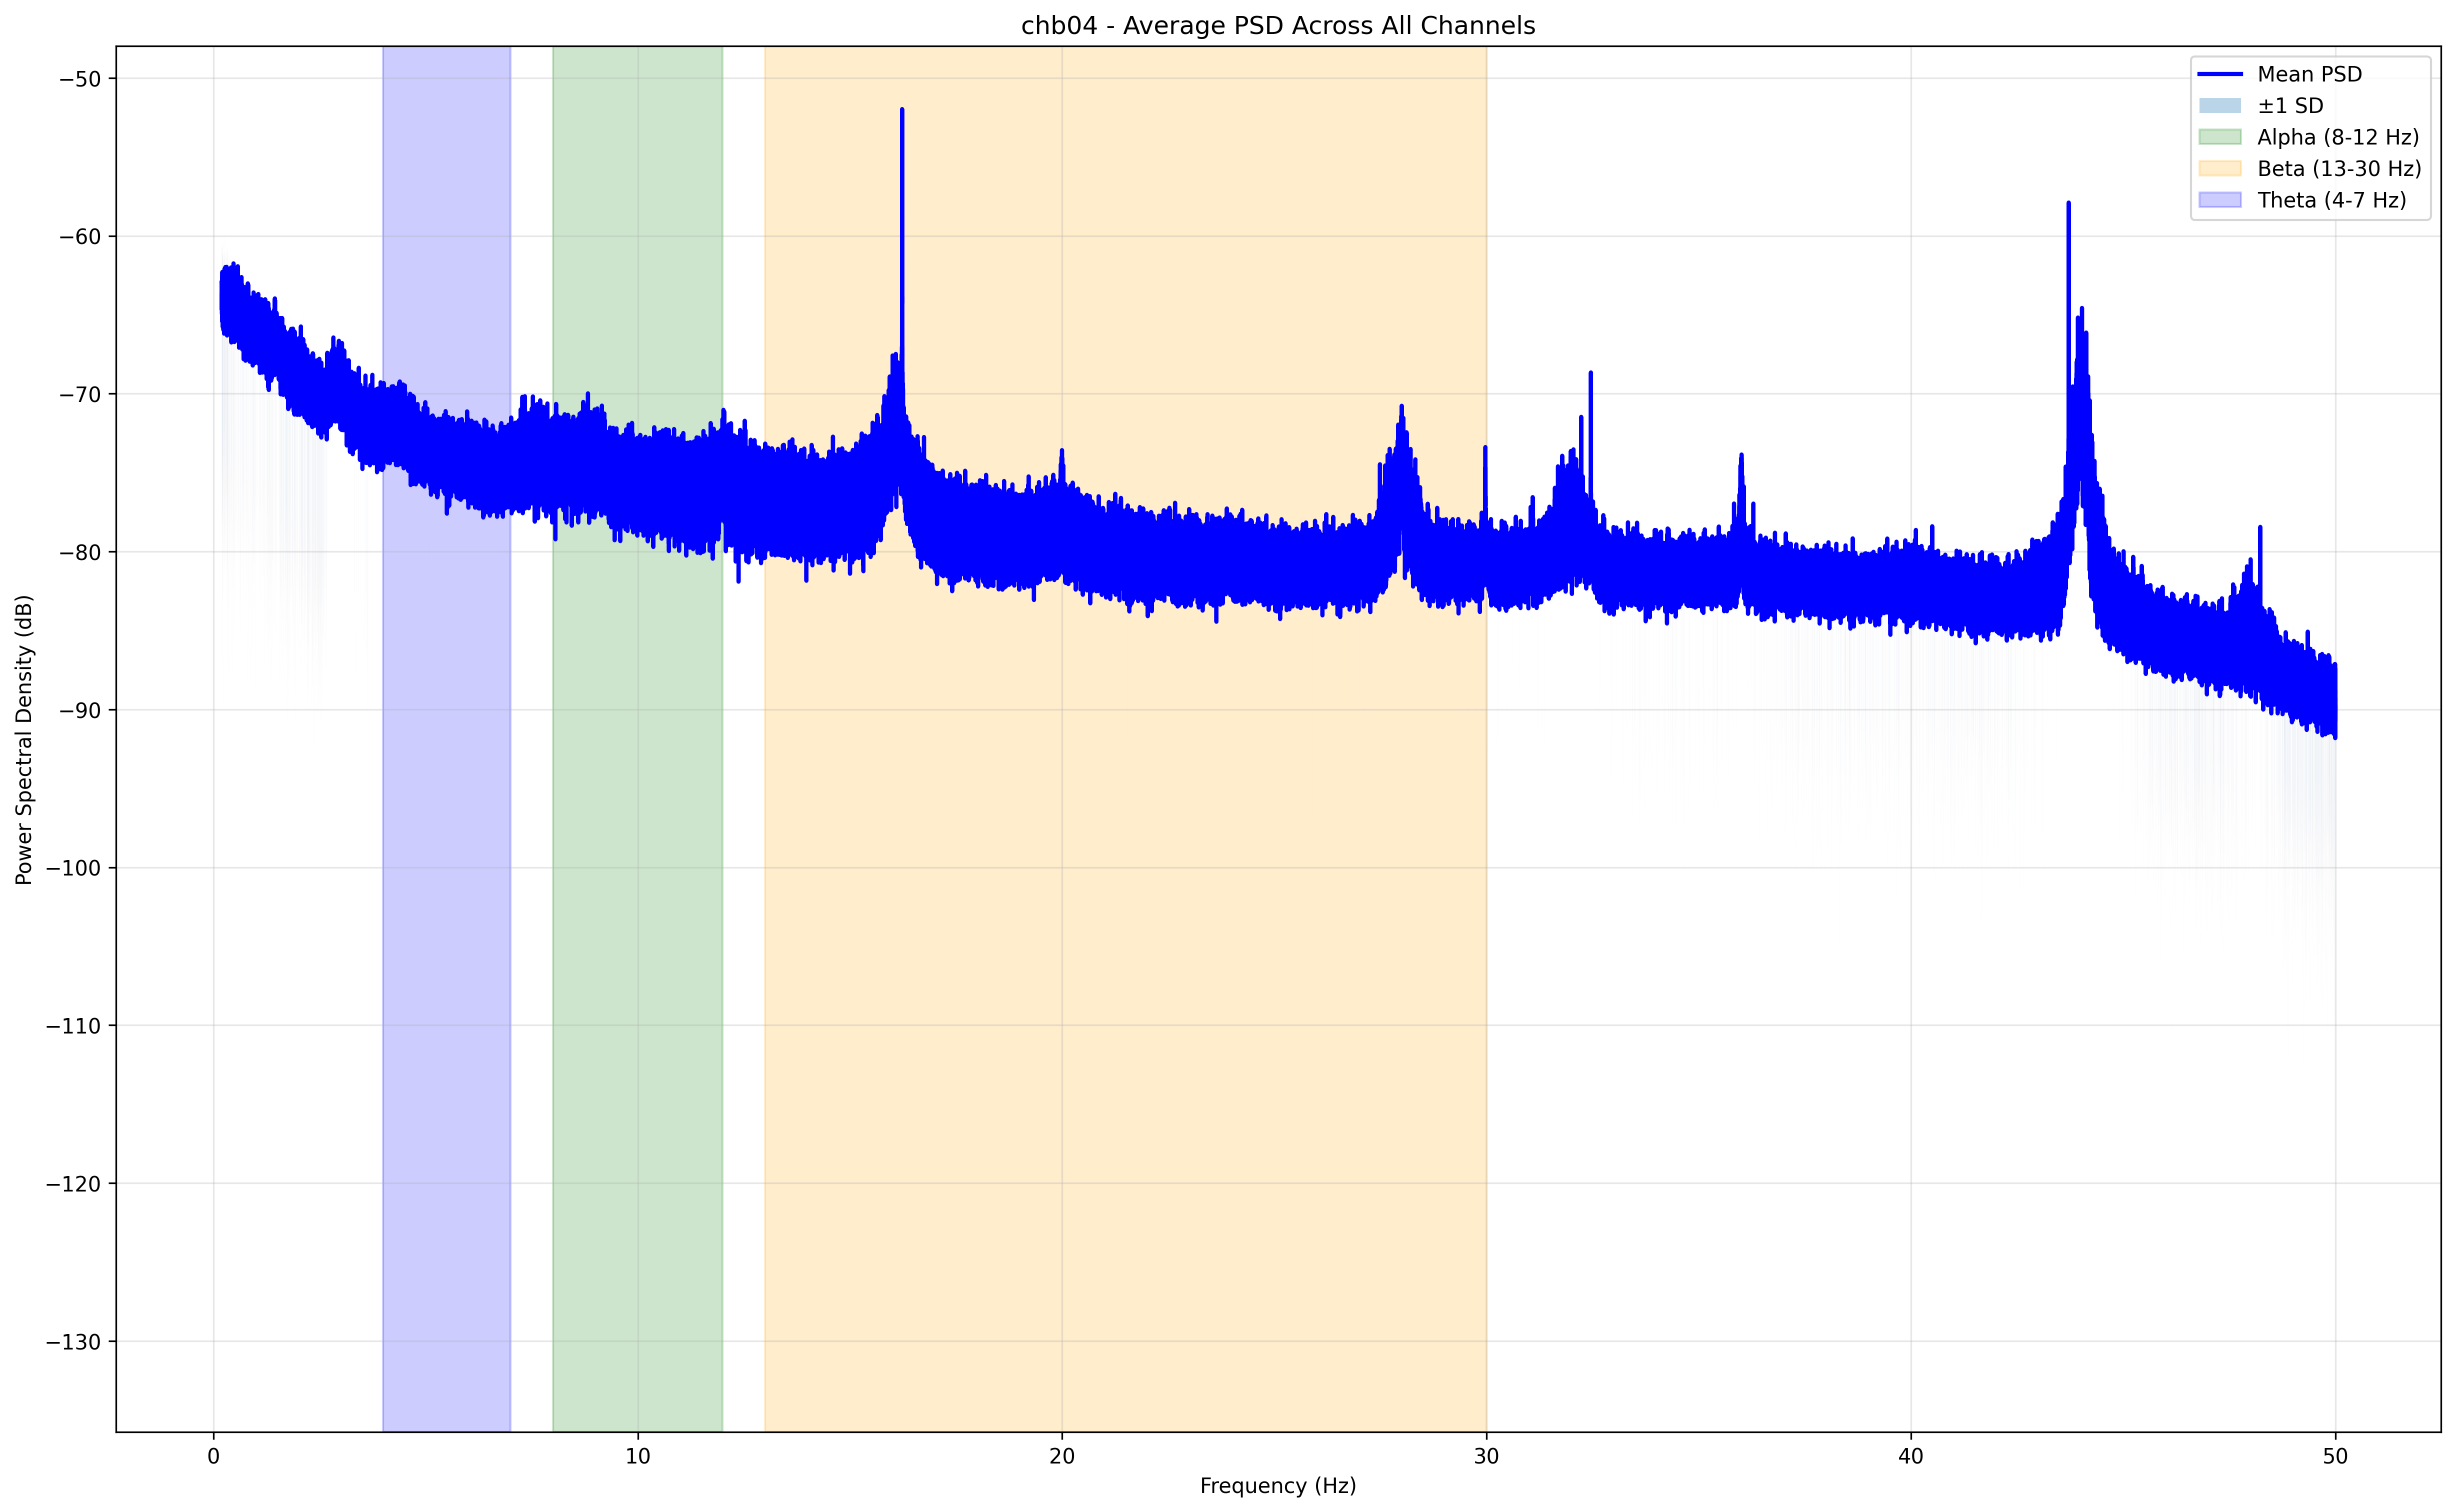 chb04 - Average PSD Across All Channels
Mean PSD
±1 SD
Alpha (8-12 Hz)
Beta (13-30 Hz)
Theta (4-7 Hz)
Power Spectral Density (dB)
−50
−60
−70
−80
−90
−100
−110
−120
−130
0 10 20 30 40 50
Frequency (Hz)